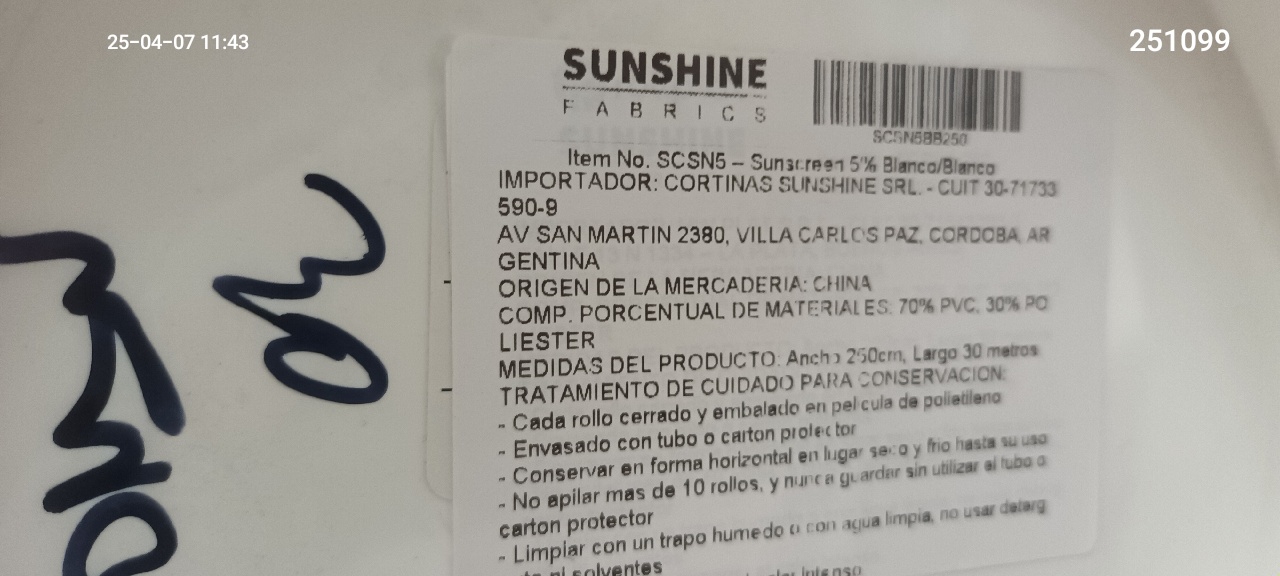 25-04-07 11:43
251099
SUNSHINE
FABRICS
SCSN5BB250
Item No. SCSN5 – Sunscreen 5% Blanco/Blanco
IMPORTADOR: CORTINAS SUNSHINE SRL. - CUIT 30-71733
590-9
AV SAN MARTIN 2380, VILLA CARLOS PAZ, CORDOBA, AR
GENTINA
ORIGEN DE LA MERCADERIA: CHINA
COMP. PORCENTUAL DE MATERIALES: 70% PVC, 30% PO
LIESTER
MEDIDAS DEL PRODUCTO: Ancho 250cm, Largo 30 metros
TRATAMIENTO DE CUIDADO PARA CONSERVACION:
- Cada rollo cerrado y embalado en pelicula de polietileno
- Envasado con tubo o carton protector
- Conservar en forma horizontal en lugar seco y frio hasta su uso
- No apilar mas de 10 rollos, y nunca guardar sin utilizar el tubo o
carton protector
- Limpiar con un trapo humedo o con agua limpia, no usar deterg
ni solventes
intenso